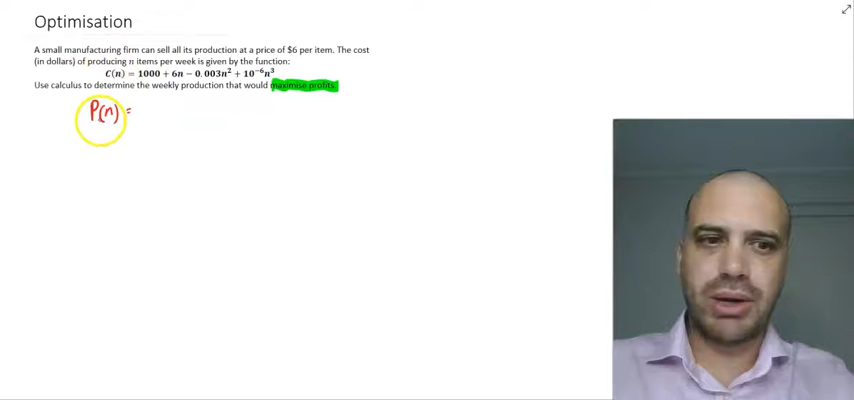 Optimisation
A small manufacturing firm can sell all its production at a price of $6 per item. The cost
(in dollars) of producing n items per week is given by the function:
C(n) = 1000 + 6n − 0.003n² + 10⁻⁶n³
Use calculus to determine the weekly production that would maximise profits.
P(n) =